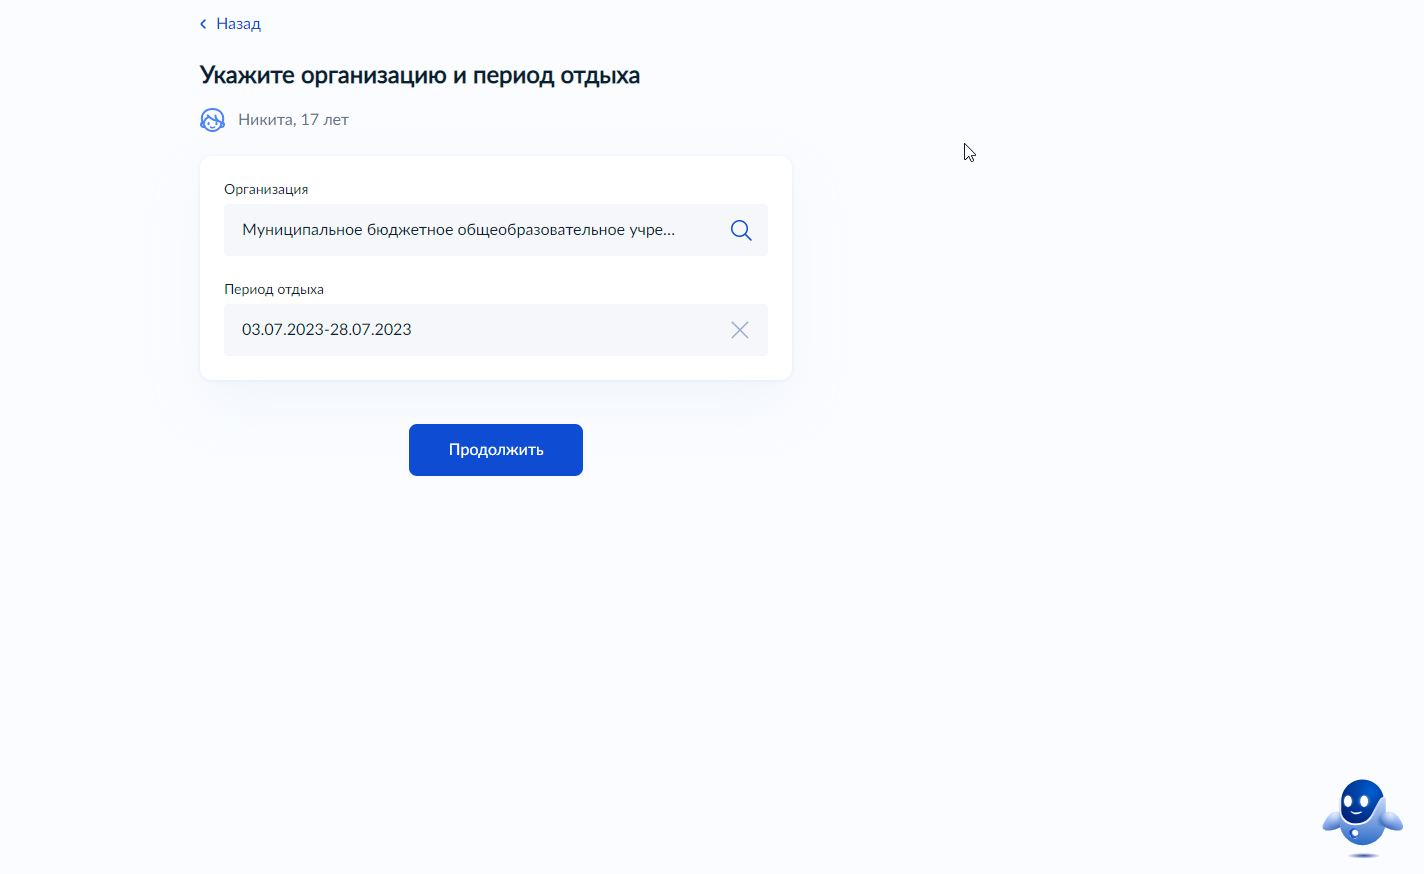 Назад
Укажите организацию и период отдыха
Никита, 17 лет
Организация
Муниципальное бюджетное общеобразовательное учре...
Период отдыха
03.07.2023-28.07.2023
Продолжить